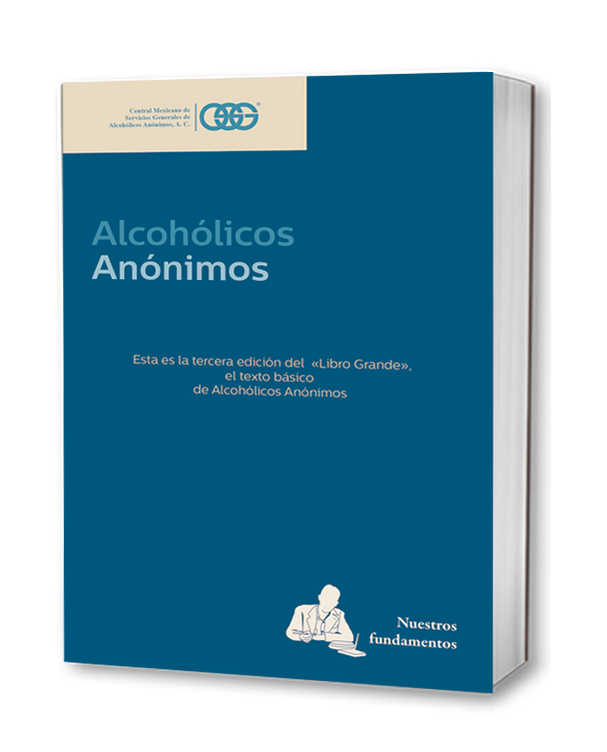 Central Mexicana de
Servicios Generales de
Alcohólicos Anónimos, A. C.
®
Alcohólicos
Anónimos
Esta es la tercera edición del «Libro Grande»,
el texto básico
de Alcohólicos Anónimos
Nuestros
fundamentos